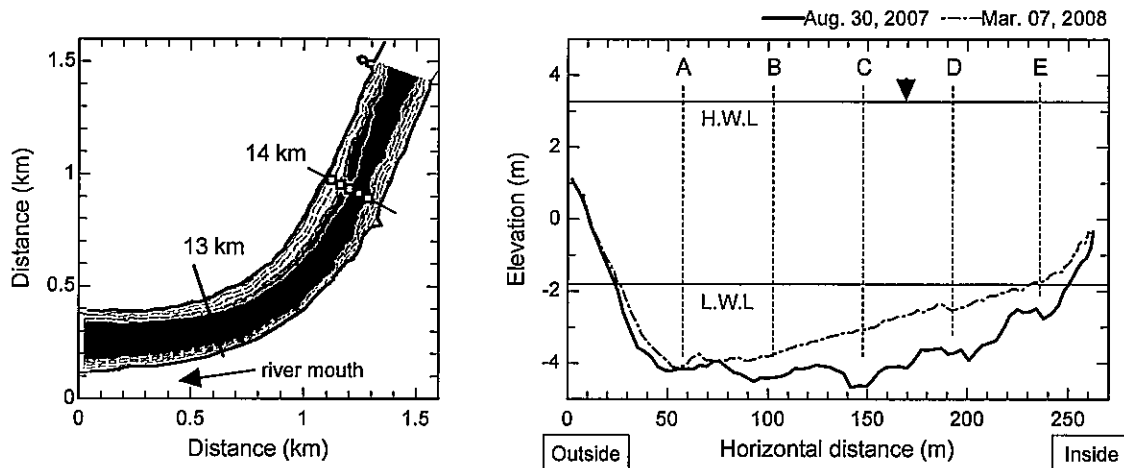 Aug. 30, 2007 Mar. 07, 2008
1.5
1
0.5
0
Distance (km)
14 km
13 km
river mouth
0 0.5 1 1.5
Distance (km)
4
2
0
-2
-4
Elevation (m)
A B C D E
H.W.L
L.W.L
0 50 100 150 200 250
Horizontal distance (m)
Outside
Inside